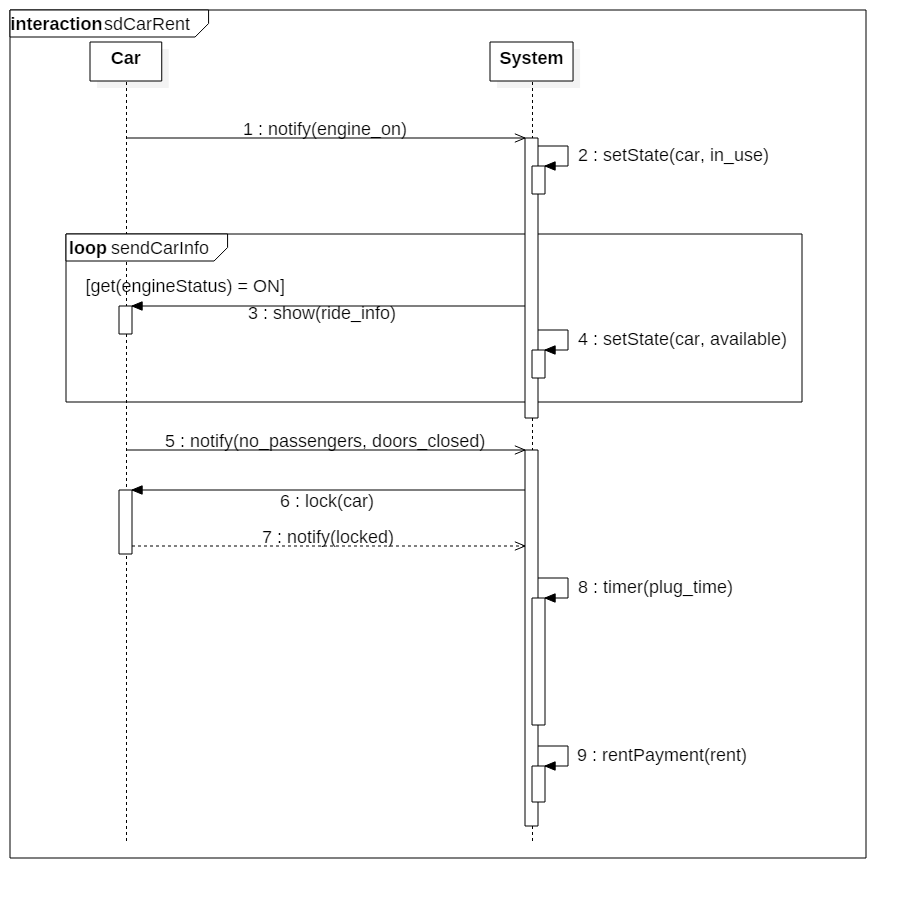 interaction sdCarRent
Car
System
1 : notify(engine_on)
2 : setState(car, in_use)
loop sendCarInfo
[get(engineStatus) = ON]
3 : show(ride_info)
4 : setState(car, available)
5 : notify(no_passengers, doors_closed)
6 : lock(car)
7 : notify(locked)
8 : timer(plug_time)
9 : rentPayment(rent)